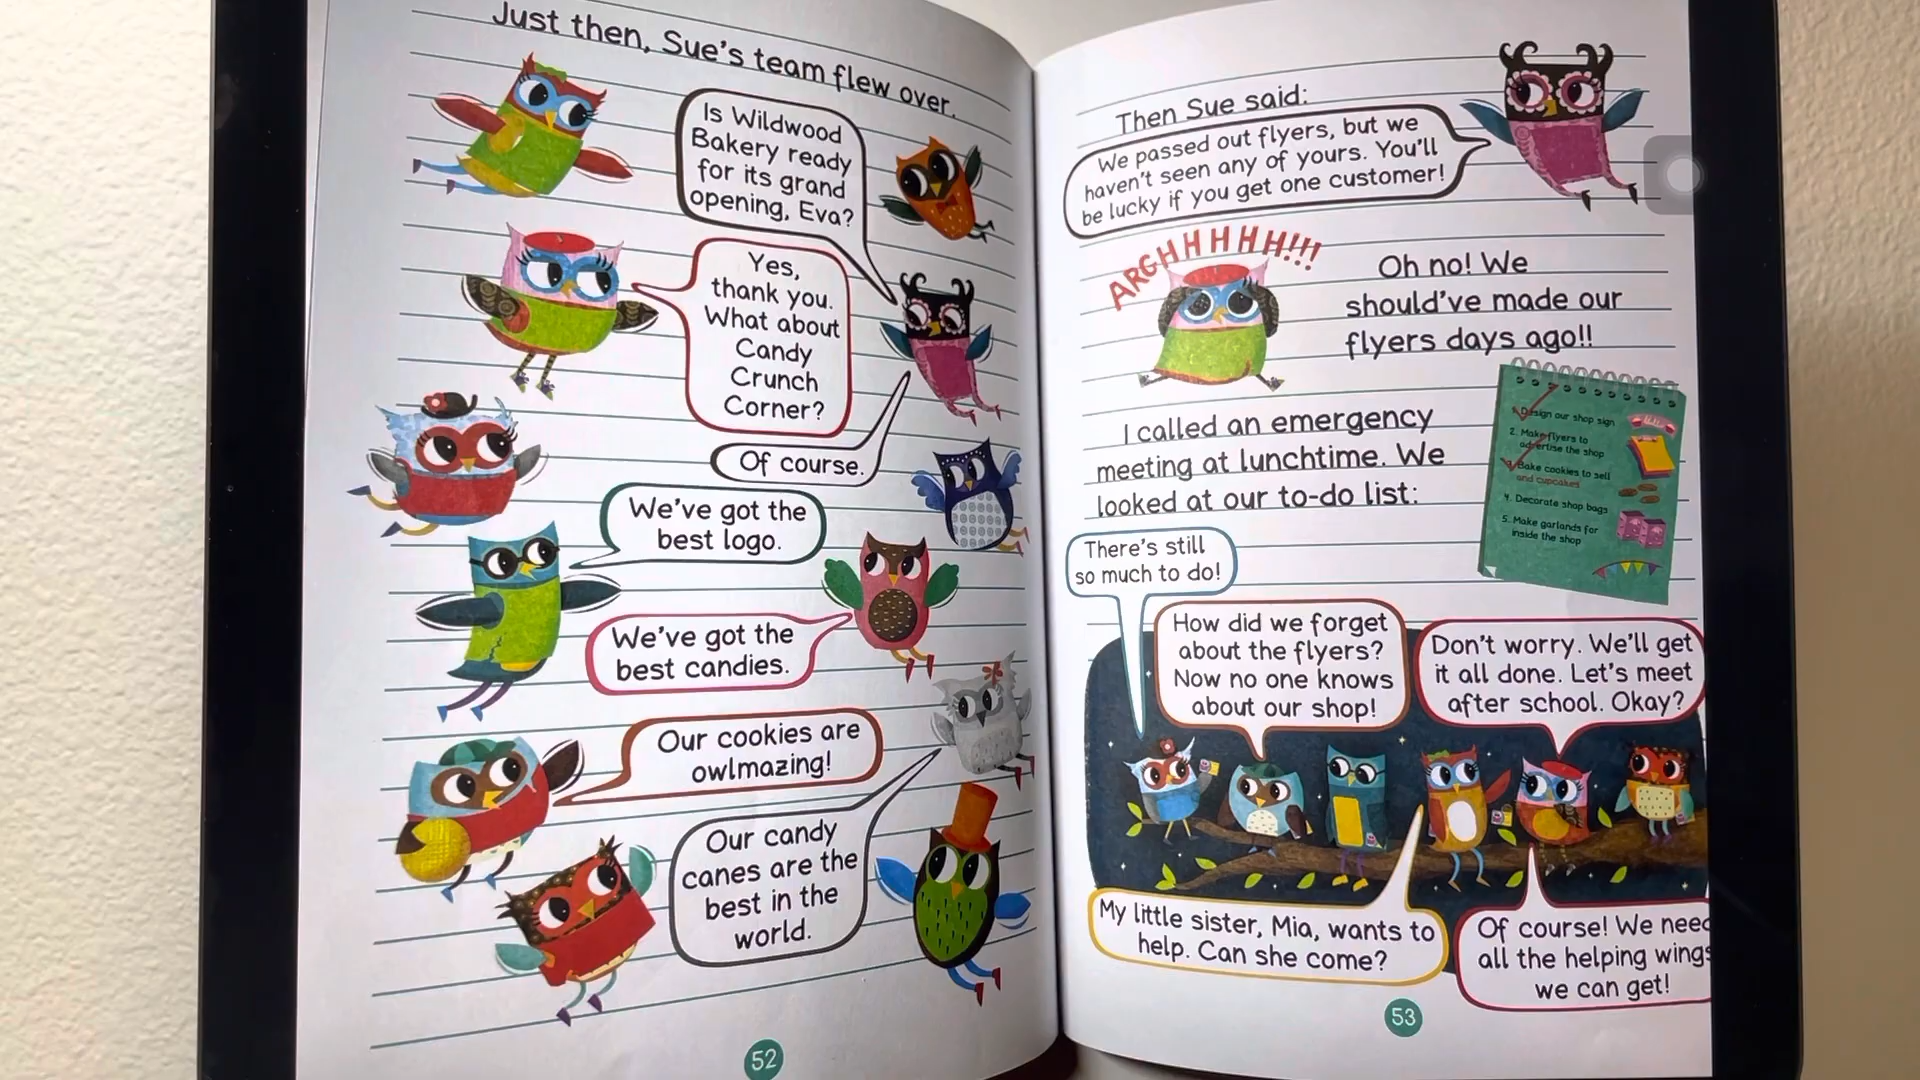 Just then, Sue's team flew over.
Is Wildwood
Bakery ready
for its grand
opening, Eva?
Yes,
thank you.
What about
Candy
Crunch
Corner?
Of course.
We've got the
best logo.
We've got the
best candies.
Our cookies are
owlmazing!
Our candy
canes are the
best in the
world.
52
Then Sue said:
We passed out flyers, but we
haven't seen any of yours. You'll
be lucky if you get one customer!
ARGHHHHH!!!
Oh no! We
should've made our
flyers days ago!!
I called an emergency
meeting at lunchtime. We
looked at our to-do list:
1. Design our shop sign
2. Make flyers to
advertise the shop
3. Bake cookies to sell
and cupcakes
4. Decorate shop bags
5. Make garlands for
inside the shop
There's still
so much to do!
How did we forget
about the flyers?
Now no one knows
about our shop!
Don't worry. We'll get
it all done. Let's meet
after school. Okay?
My little sister, Mia, wants to
help. Can she come?
Of course! We need
all the helping wings
we can get!
53